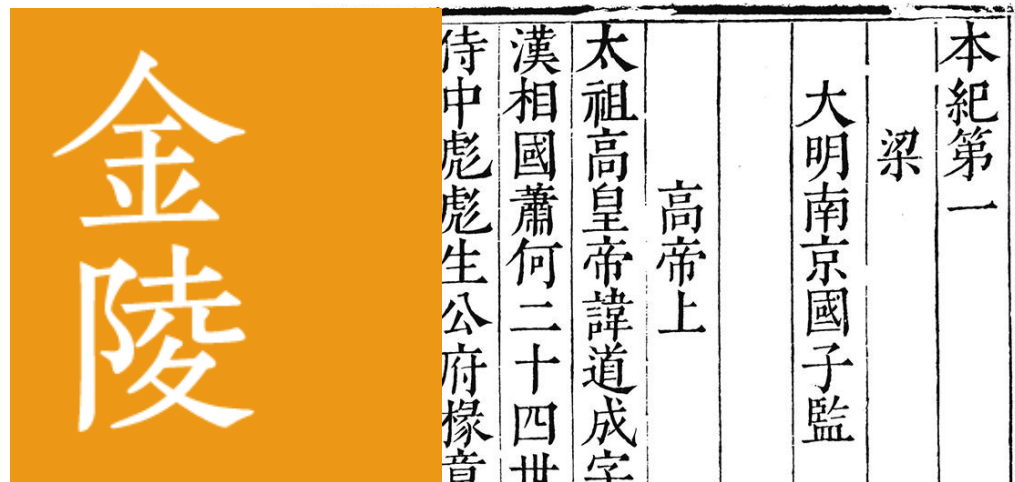 金陵
本紀第一
梁
大明南京國子監
高帝上
太祖高皇帝諱道成字
漢相國蕭何二十四世
侍中彪彪生公府掾章